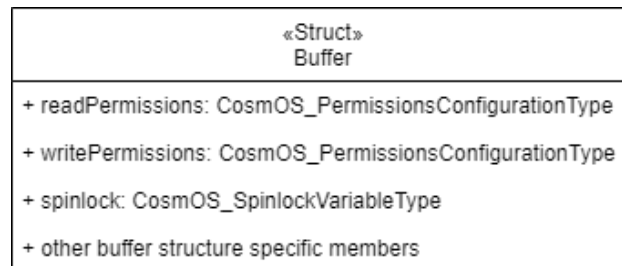 «Struct»
Buffer
+ readPermissions: CosmOS_PermissionsConfigurationType
+ writePermissions: CosmOS_PermissionsConfigurationType
+ spinlock: CosmOS_SpinlockVariableType
+ other buffer structure specific members